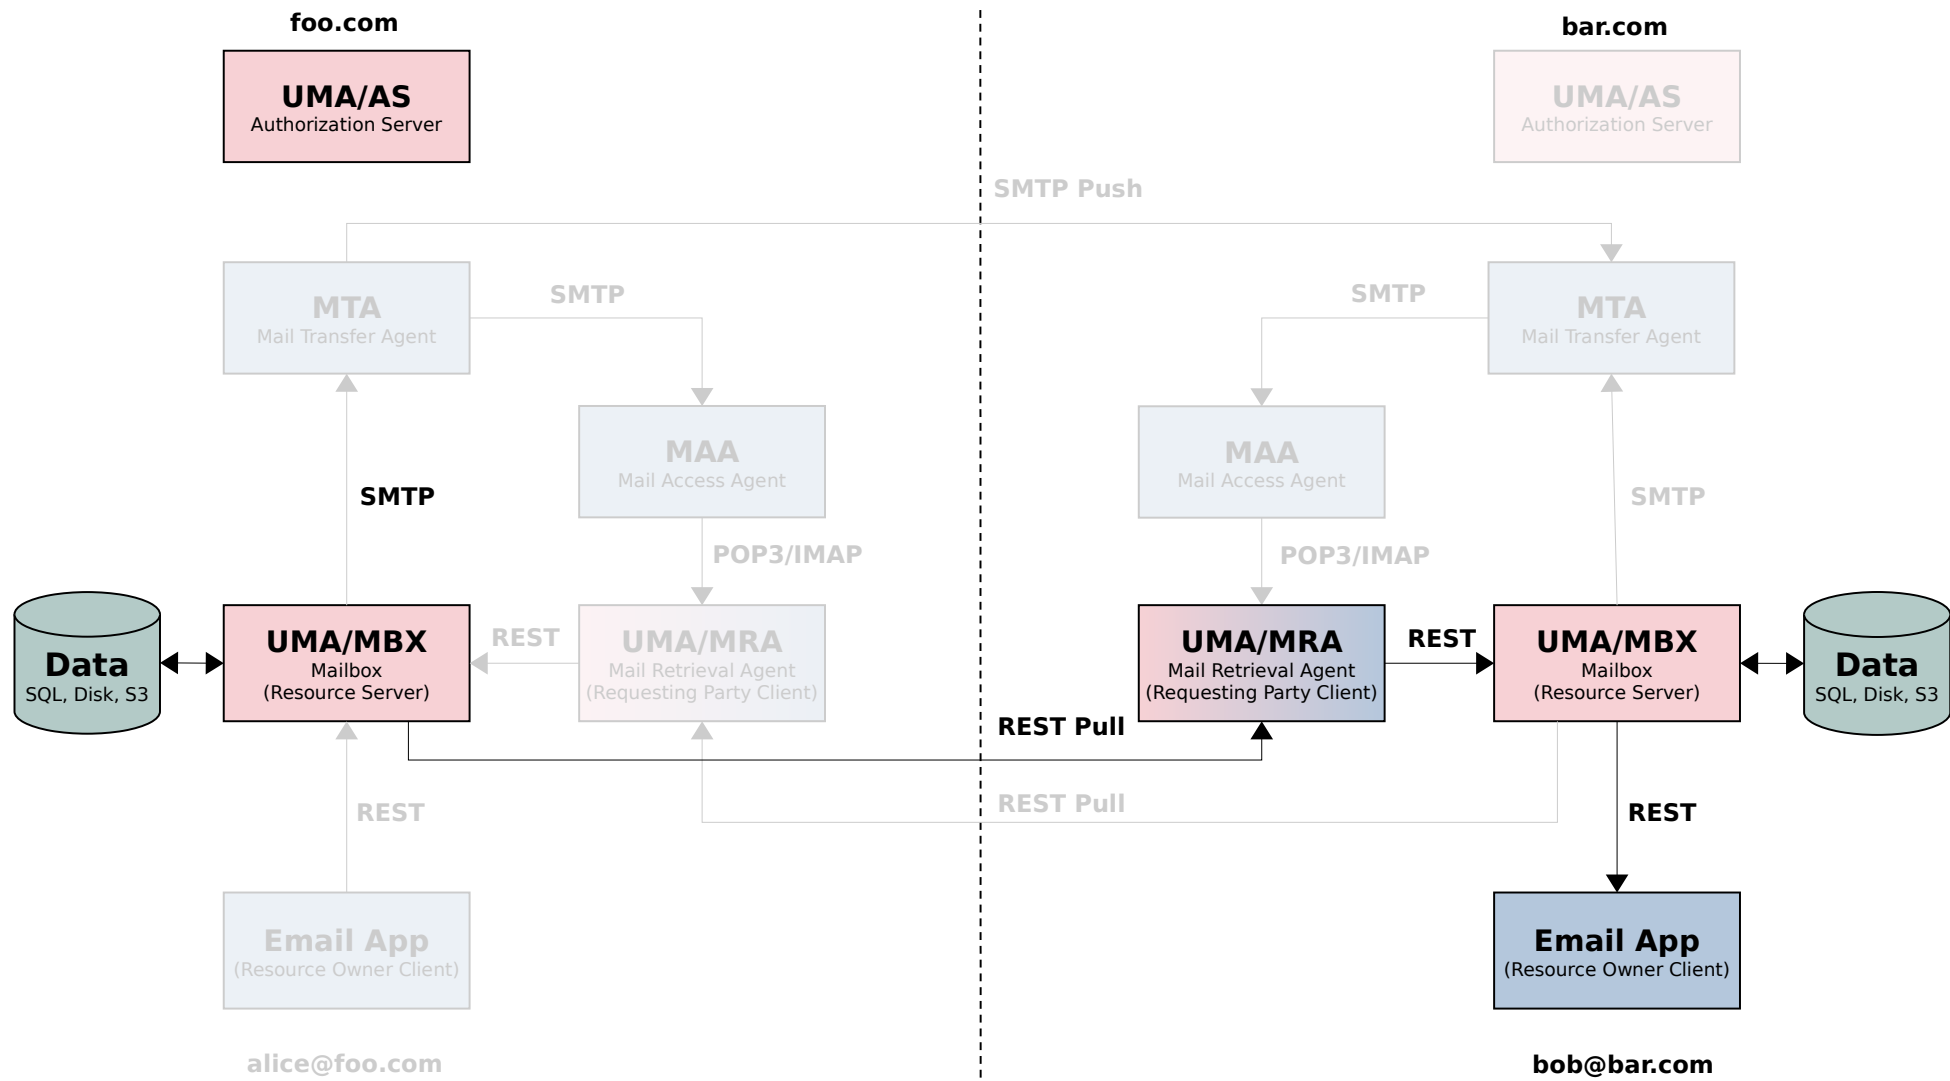 foo.com
bar.com
UMA/AS
Authorization Server
UMA/AS
Authorization Server
SMTP Push
MTA
Mail Transfer Agent
SMTP
SMTP
MTA
Mail Transfer Agent
MAA
Mail Access Agent
MAA
Mail Access Agent
SMTP
SMTP
POP3/IMAP
POP3/IMAP
Data
SQL, Disk, S3
UMA/MBX
Mailbox
(Resource Server)
REST
UMA/MRA
Mail Retrieval Agent
(Requesting Party Client)
UMA/MRA
Mail Retrieval Agent
(Requesting Party Client)
REST
UMA/MBX
Mailbox
(Resource Server)
Data
SQL, Disk, S3
REST Pull
REST Pull
REST
REST
Email App
(Resource Owner Client)
Email App
(Resource Owner Client)
alice@foo.com
bob@bar.com